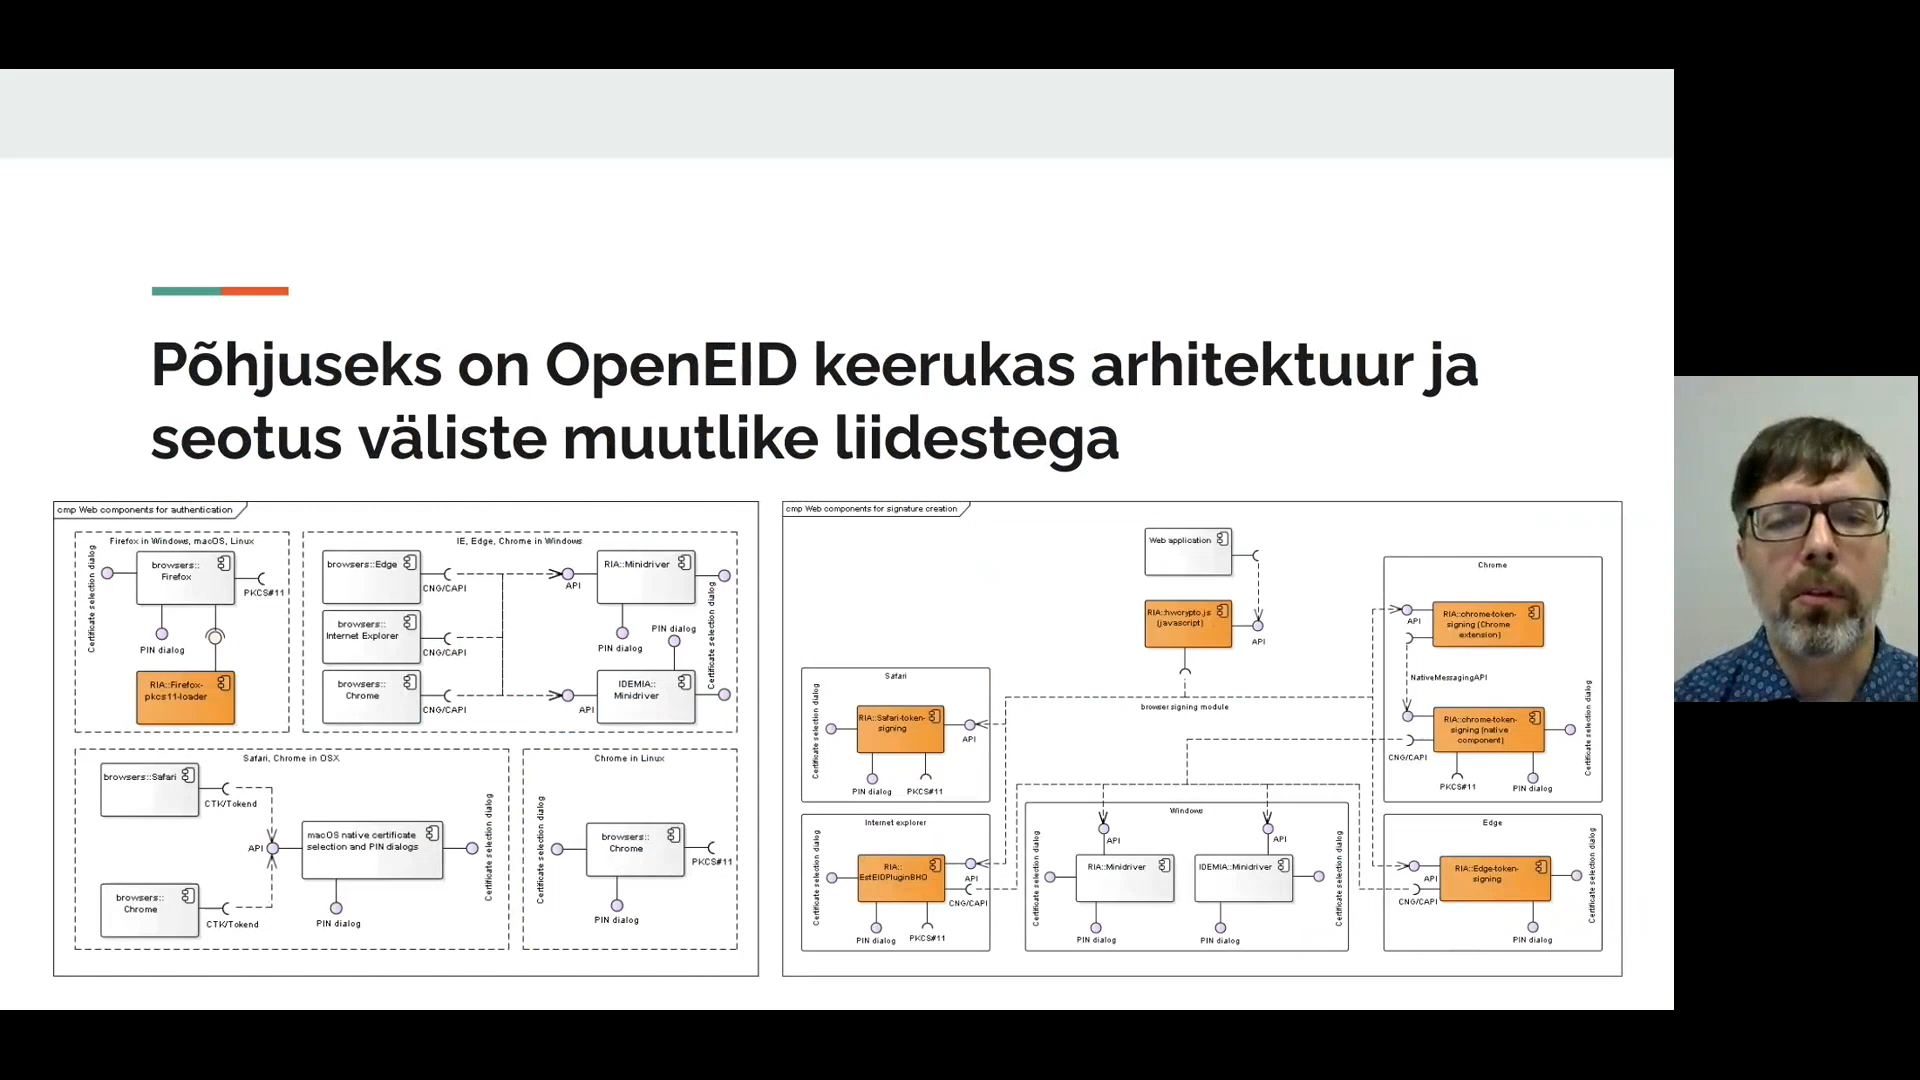 Põhjuseks on OpenEID keerukas arhitektuur ja
seotus väliste muutlike liidestega
cmp Web components for authentication
Firefox in Windows, macOS, Linux
Certificate selection dialog
browsers::
Firefox
PKCS#11
PIN dialog
RIA::Firefox-
pkcs11-loader
IE, Edge, Chrome in Windows
browsers::Edge
CNG/CAPI
browsers::
Internet Explorer
CNG/CAPI
browsers::
Chrome
CNG/CAPI
API
RIA::Minidriver
PIN dialog
PIN dialog
Certificate selection dialog
API
IDEMIA::
Minidriver
Safari, Chrome in OSX
browsers::Safari
CTK/Tokend
API
macOS native certificate
selection and PIN dialogs
Certificate selection dialog
PIN dialog
browsers::
Chrome
CTK/Tokend
Chrome in Linux
Certificate selection dialog
browsers::
Chrome
PKCS#11
PIN dialog
cmp Web components for signature creation
Web application
RIA::hwcrypto.js
(javascript)
API
browser signing module
Safari
Certificate selection dialog
RIA::Safari-token-
signing
API
PIN dialog
PKCS#11
Internet explorer
Certificate selection dialog
RIA::
EstEIDPluginBHO
API
CNG/CAPI
PIN dialog
PKCS#11
Windows
Certificate selection dialog
API
RIA::Minidriver
PIN dialog
API
IDEMIA::Minidriver
PIN dialog
Certificate selection dialog
Chrome
API
RIA::chrome-token-
signing (Chrome
extension)
NativeMessagingAPI
RIA::chrome-token-
signing (native
component)
CNG/CAPI
PKCS#11
PIN dialog
Certificate selection dialog
Edge
API
RIA::Edge-token-
signing
CNG/CAPI
PIN dialog
Certificate selection dialog